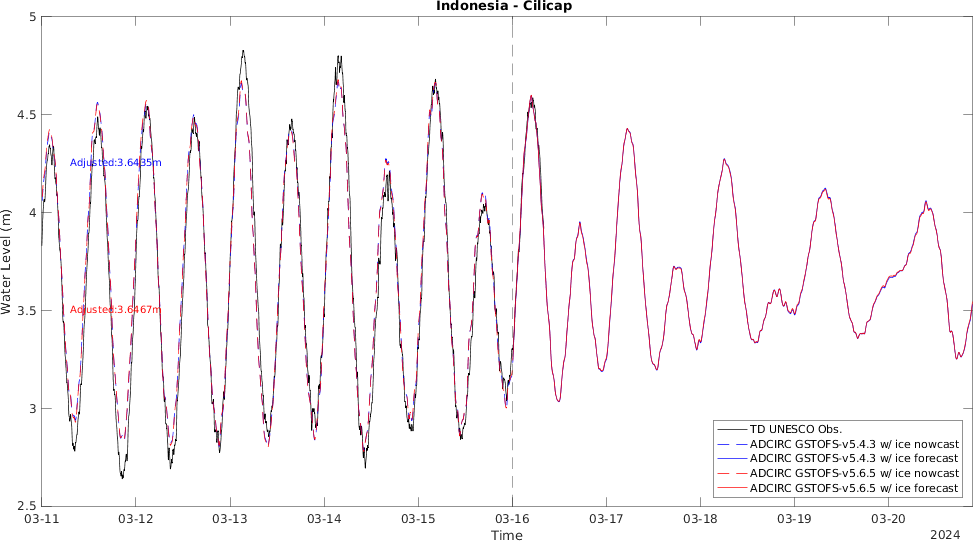 Indonesia - Cilicap
5
4.5
4
3.5
3
2.5
Water Level (m)
Adjusted:3.6435m
Adjusted:3.6467m
TD UNESCO Obs.
ADCIRC GSTOFS-v5.4.3 w/ ice nowcast
ADCIRC GSTOFS-v5.4.3 w/ ice forecast
ADCIRC GSTOFS-v5.6.5 w/ ice nowcast
ADCIRC GSTOFS-v5.6.5 w/ ice forecast
03-11 03-12 03-13 03-14 03-15 03-16 03-17 03-18 03-19 03-20
Time
2024